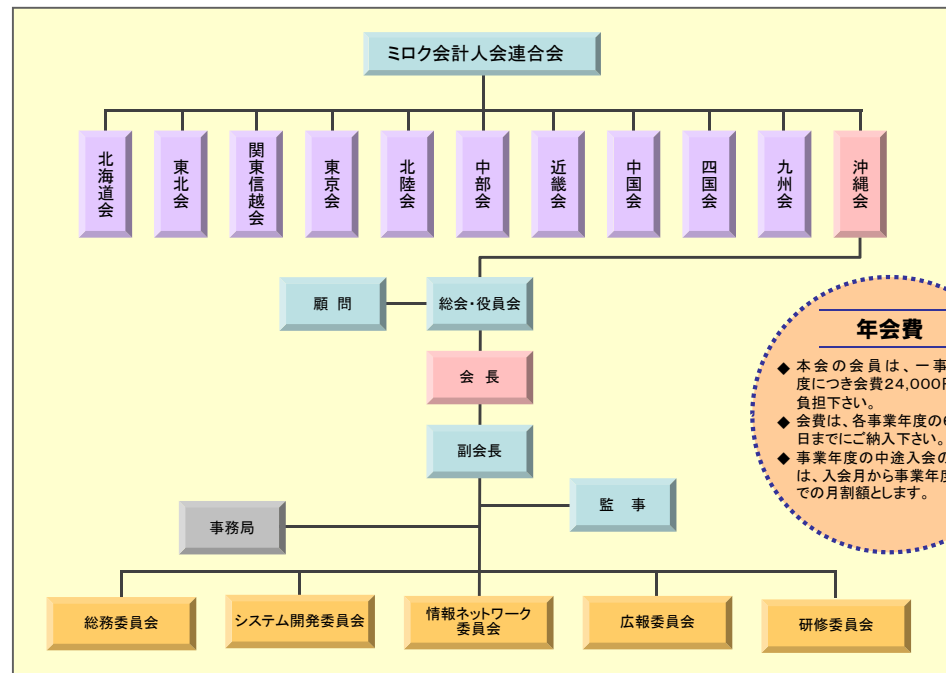 ミロク会計人会連合会
北海道会
東北会
関東信越会
東京会
北陸会
中部会
近畿会
中国会
四国会
九州会
沖縄会
顧 問
総会・役員会
年会費
◆ 本会の会員は、一事
度につき会費24,000
負担下さい。
◆ 会費は、各事業年度の
日までにご納入下さい。
◆ 事業年度の中途入会の
は、入会月から事業年度
での月割額とします。
会 長
副会長
監 事
事務局
総務委員会
システム開発委員会
情報ネットワーク
委員会
広報委員会
研修委員会